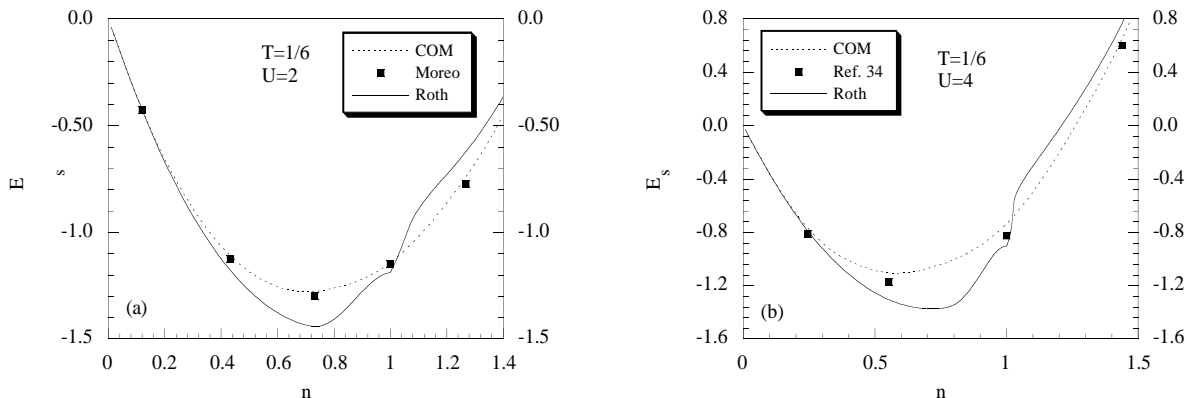 0.0 0.0
T=1/6
U=2
COM
Moreo
Roth
-0.50 -0.50
E s
-1.0 -1.0
(a)
-1.5 -1.5
0 0.2 0.4 0.6 0.8 1 1.2 1.4
n
0.8 0.8
COM
Ref. 34
Roth
T=1/6
U=4
0.4 0.4
0.0 0.0
E s
-0.4 -0.4
-0.8 -0.8
-1.2 -1.2
(b)
-1.6 -1.6
0 0.5 1 1.5
n